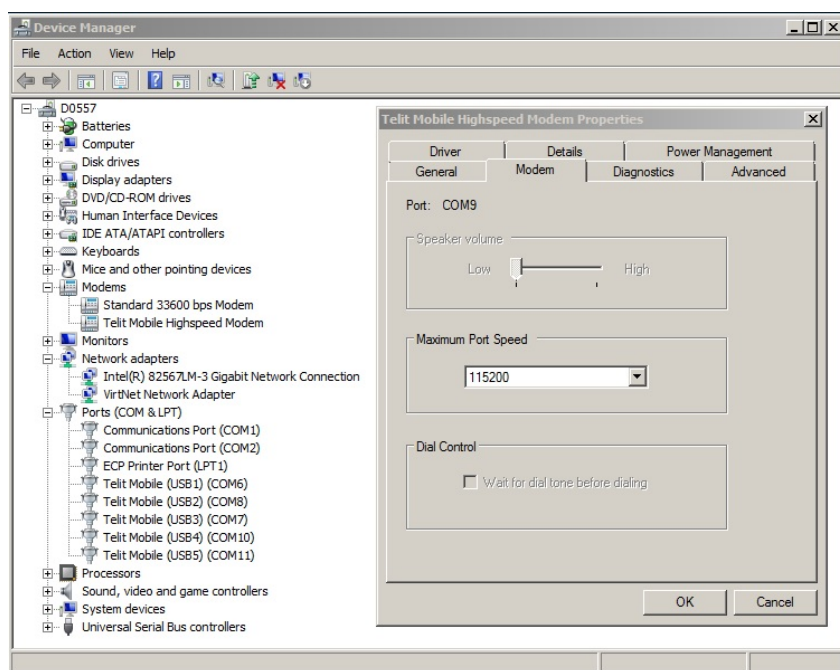 Device Manager
File Action View Help
D0557
Batteries
Computer
Disk drives
Display adapters
DVD/CD-ROM drives
Human Interface Devices
IDE ATA/ATAPI controllers
Keyboards
Mice and other pointing devices
Modems
Standard 33600 bps Modem
Telit Mobile Highspeed Modem
Monitors
Network adapters
Intel(R) 82567LM-3 Gigabit Network Connection
VirtNet Network Adapter
Ports (COM & LPT)
Communications Port (COM1)
Communications Port (COM2)
ECP Printer Port (LPT1)
Telit Mobile (USB1) (COM6)
Telit Mobile (USB2) (COM8)
Telit Mobile (USB3) (COM7)
Telit Mobile (USB4) (COM10)
Telit Mobile (USB5) (COM11)
Processors
Sound, video and game controllers
System devices
Universal Serial Bus controllers
Telit Mobile Highspeed Modem Properties
Driver Details Power Management
General Modem Diagnostics Advanced
Port: COM9
Speaker volume
Low High
Maximum Port Speed
115200
Dial Control
Wait for dial tone before dialing
OK Cancel